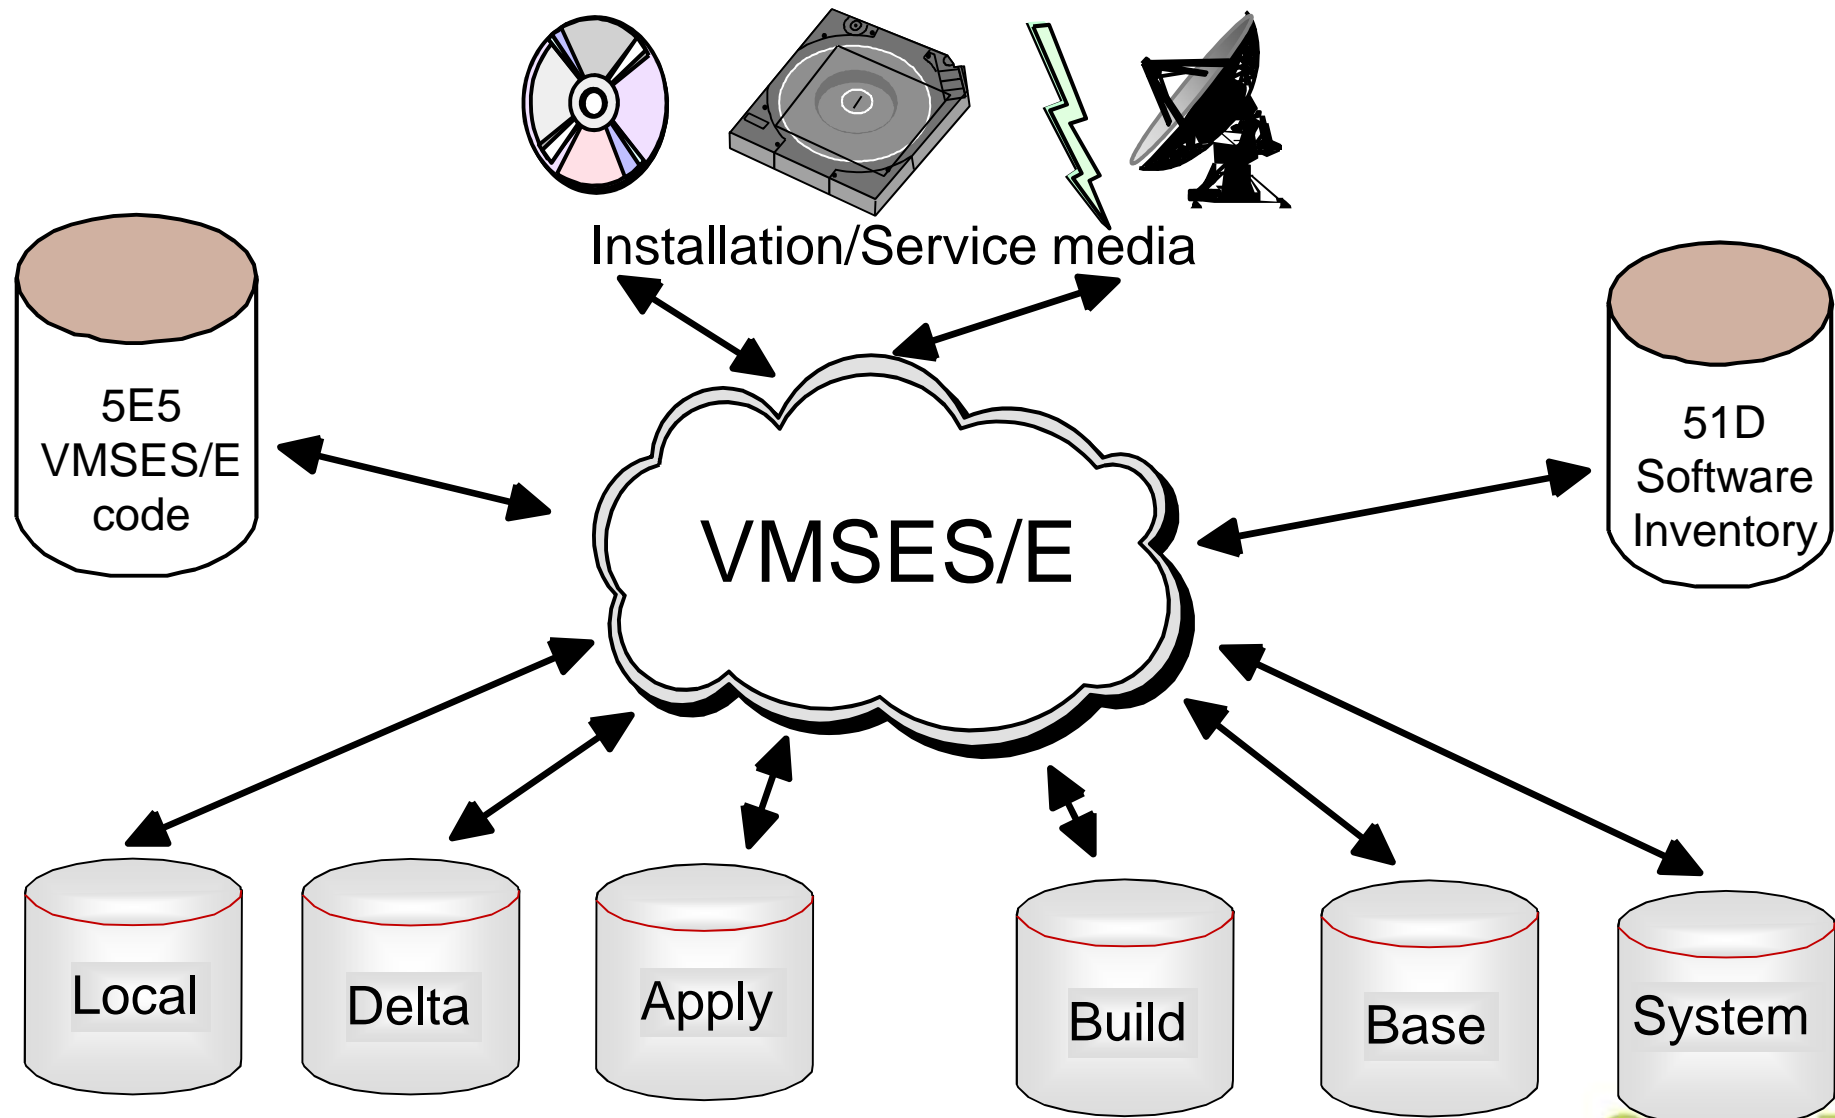 Installation/Service media
5E5
VMSES/E
code
51D
Software
Inventory
VMSES/E
Local
Delta
Apply
Build
Base
System